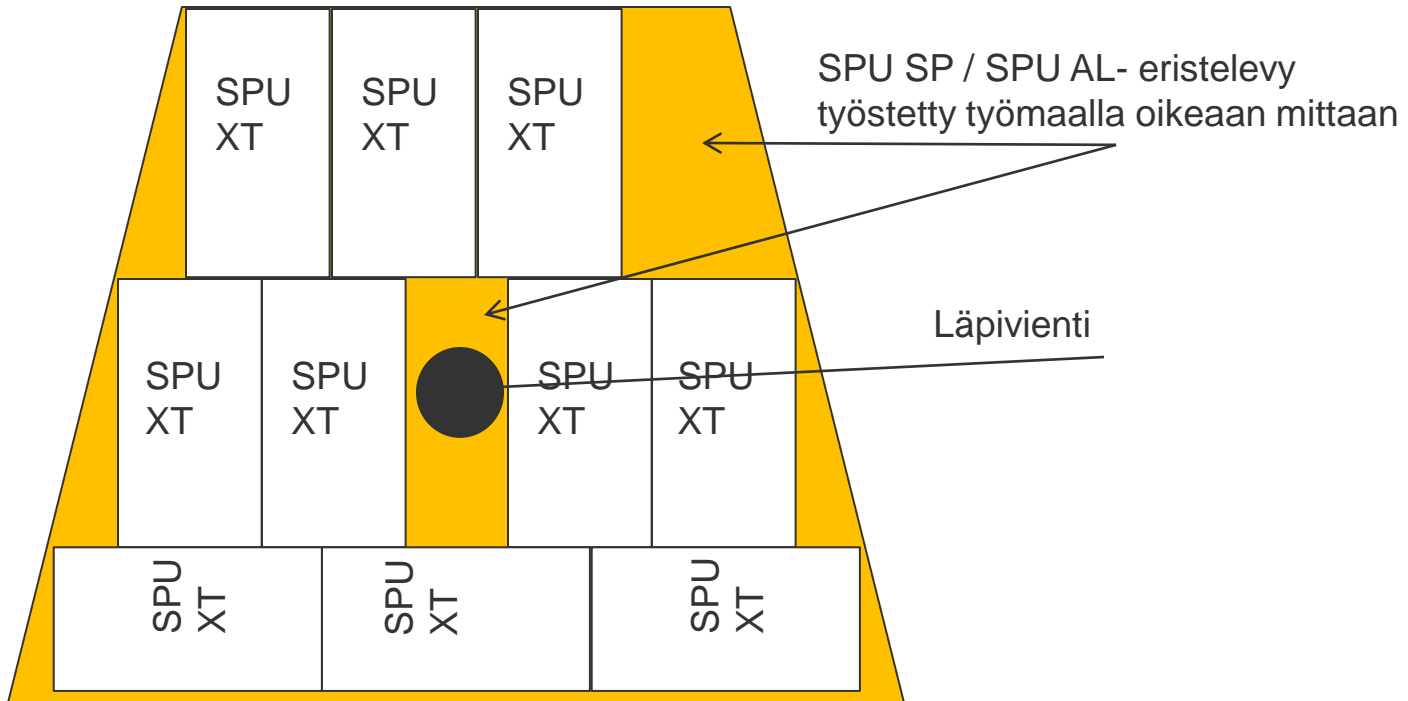 SPU
XT
SPU
XT
SPU
XT
SPU SP / SPU AL- eristelevy
työstetty työmaalla oikeaan mittaan
Läpivienti
SPU
XT
SPU
XT
SPU
XT
SPU
XT
SPU
XT
SPU
XT
SPU
XT